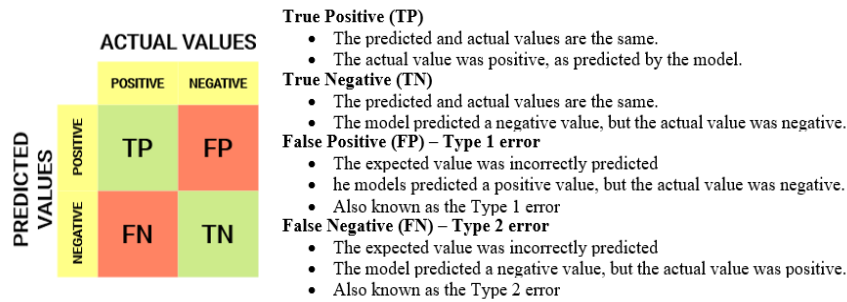 ACTUAL VALUES
POSITIVE NEGATIVE
PREDICTED
VALUES
POSITIVE
TP FP
NEGATIVE
FN TN
True Positive (TP)
• The predicted and actual values are the same.
• The actual value was positive, as predicted by the model.
True Negative (TN)
• The predicted and actual values are the same.
• The model predicted a negative value, but the actual value was negative.
False Positive (FP) – Type 1 error
• The expected value was incorrectly predicted
• he models predicted a positive value, but the actual value was negative.
• Also known as the Type 1 error
False Negative (FN) – Type 2 error
• The expected value was incorrectly predicted
• The model predicted a negative value, but the actual value was positive.
• Also known as the Type 2 error